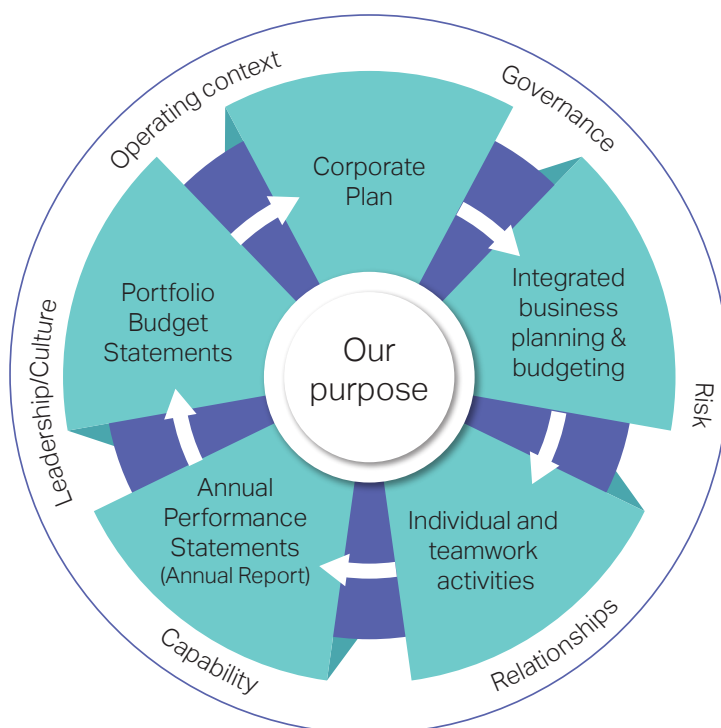 Operating context
Governance
Risk
Relationships
Capability
Leadership/Culture
Corporate
Plan
Integrated
business
planning &
budgeting
Individual and
teamwork
activities
Annual
Performance
Statements
(Annual Report)
Portfolio
Budget
Statements
Our
purpose